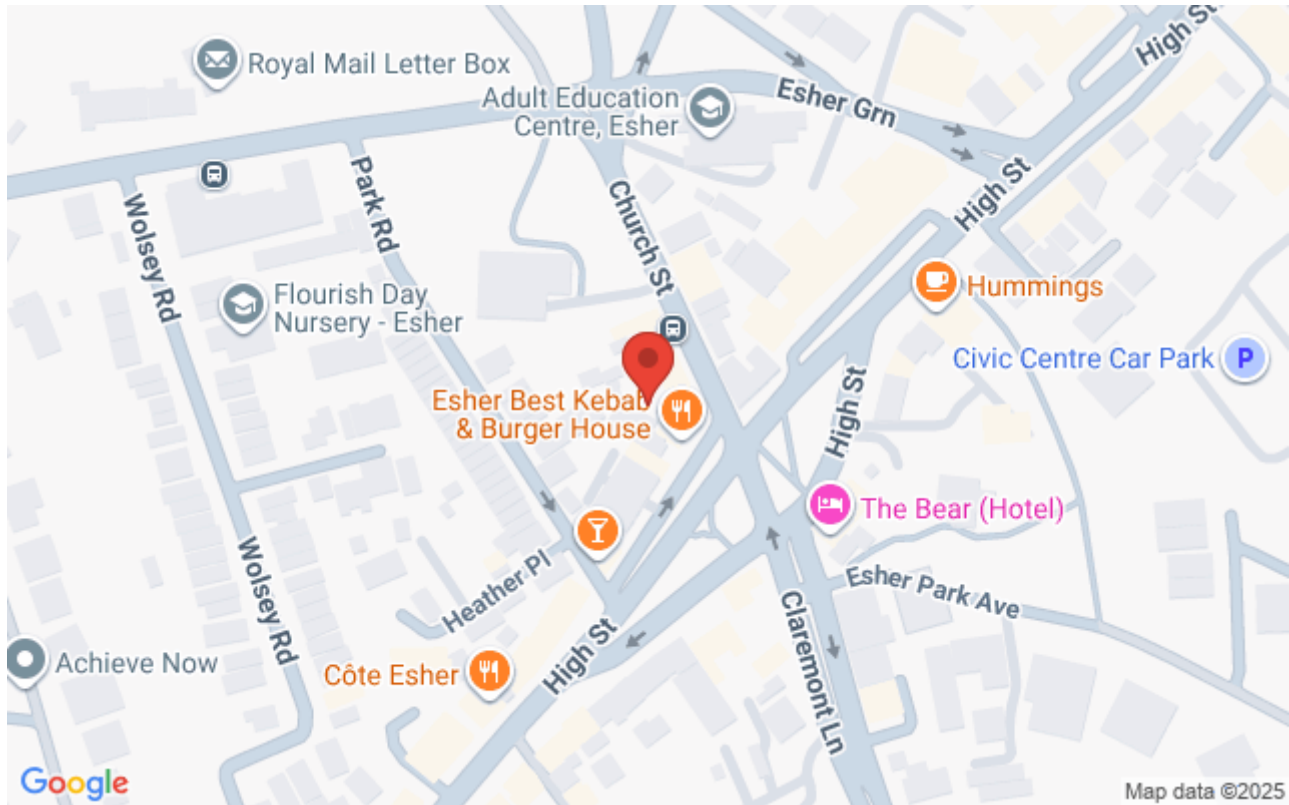 High St
Royal Mail Letter Box
Adult Education
Centre, Esher
Esher Grn
Park Rd
Church St
High St
Wolsey Rd
Flourish Day
Nursery - Esher
Hummings
Civic Centre Car Park
P
Esher Best Kebab
& Burger House
High St
The Bear (Hotel)
Wolsey Rd
Heather Pl
Esher Park Ave
Claremont Ln
High St
Achieve Now
Côte Esher
Google
Map data ©2025